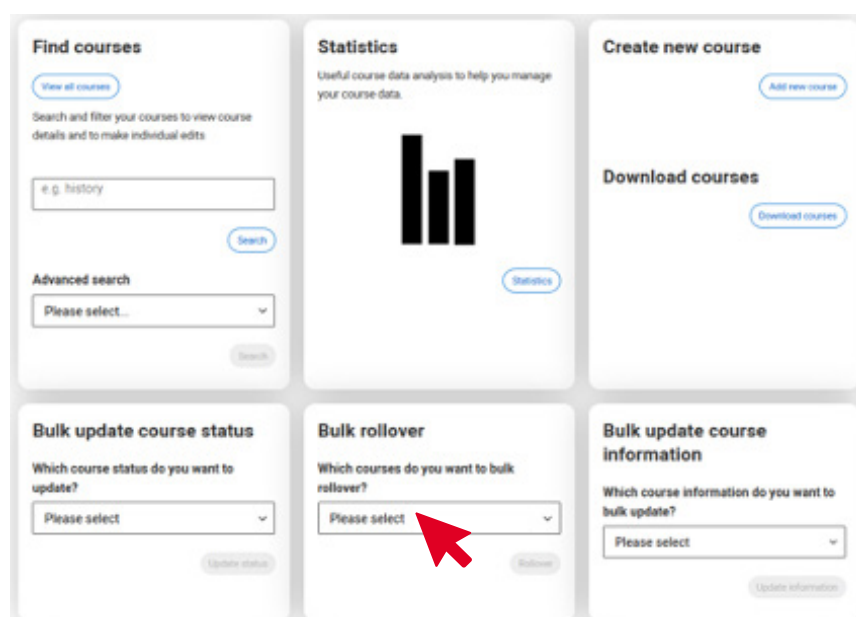 Find courses
View all courses
Search and filter your courses to view course
details and to make individual edits
e.g. history
Search
Advanced search
Please select...
Search
Statistics
Useful course data analysis to help you manage
your course data.
Statistics
Create new course
Add new course
Download courses
Download courses
Bulk update course status
Which course status do you want to
update?
Please select
Update status
Bulk rollover
Which courses do you want to bulk
rollover?
Please select
Rollover
Bulk update course
information
Which course information do you want to
bulk update?
Please select
Update information